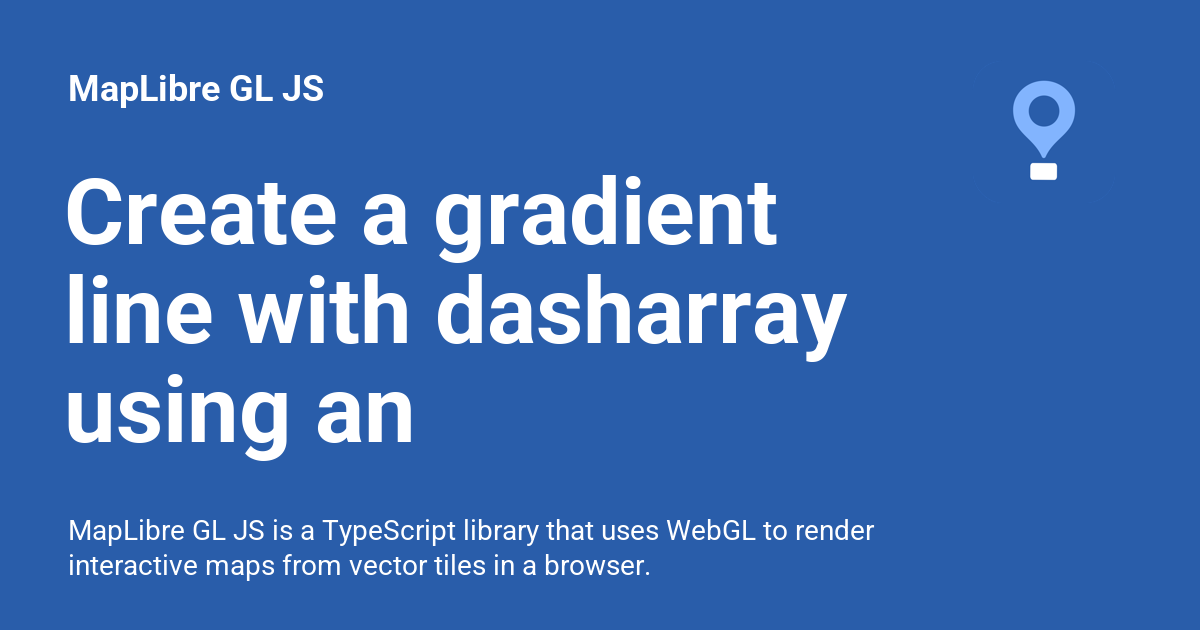 MapLibre GL JS
Create a gradient
line with dasharray
using an
MapLibre GL JS is a TypeScript library that uses WebGL to render
interactive maps from vector tiles in a browser.